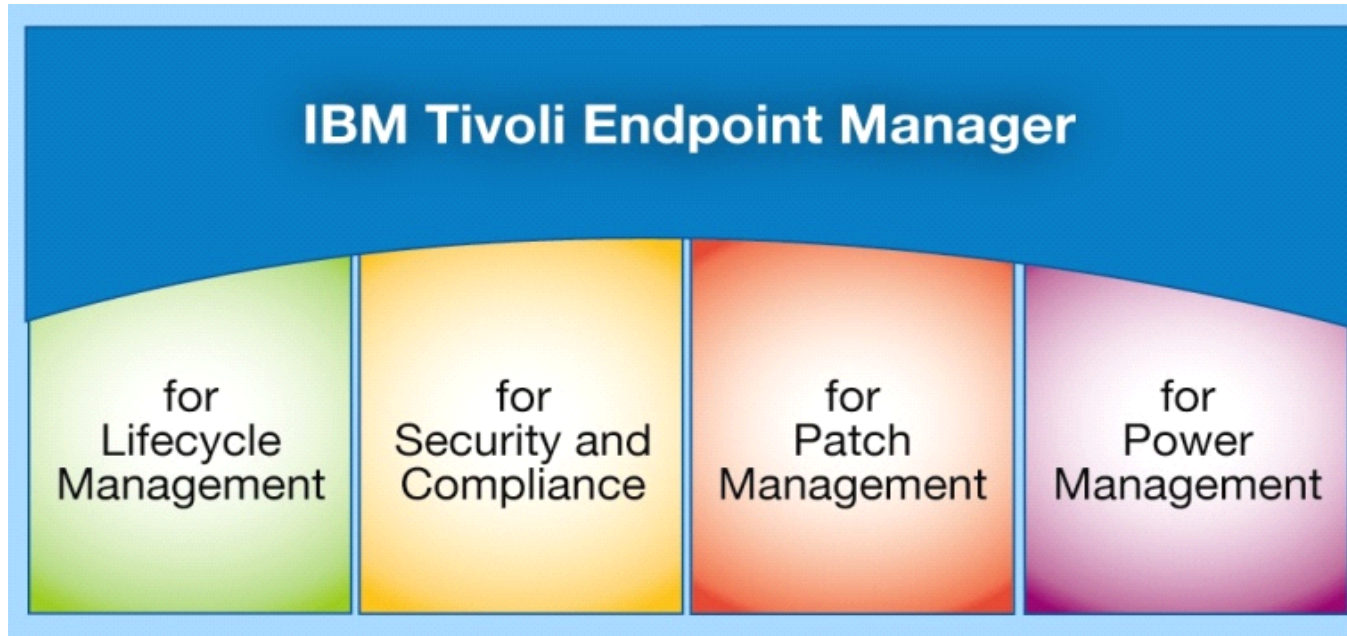 IBM Tivoli Endpoint Manager
for
Lifecycle
Management
for
Security and
Compliance
for
Patch
Management
for
Power
Management